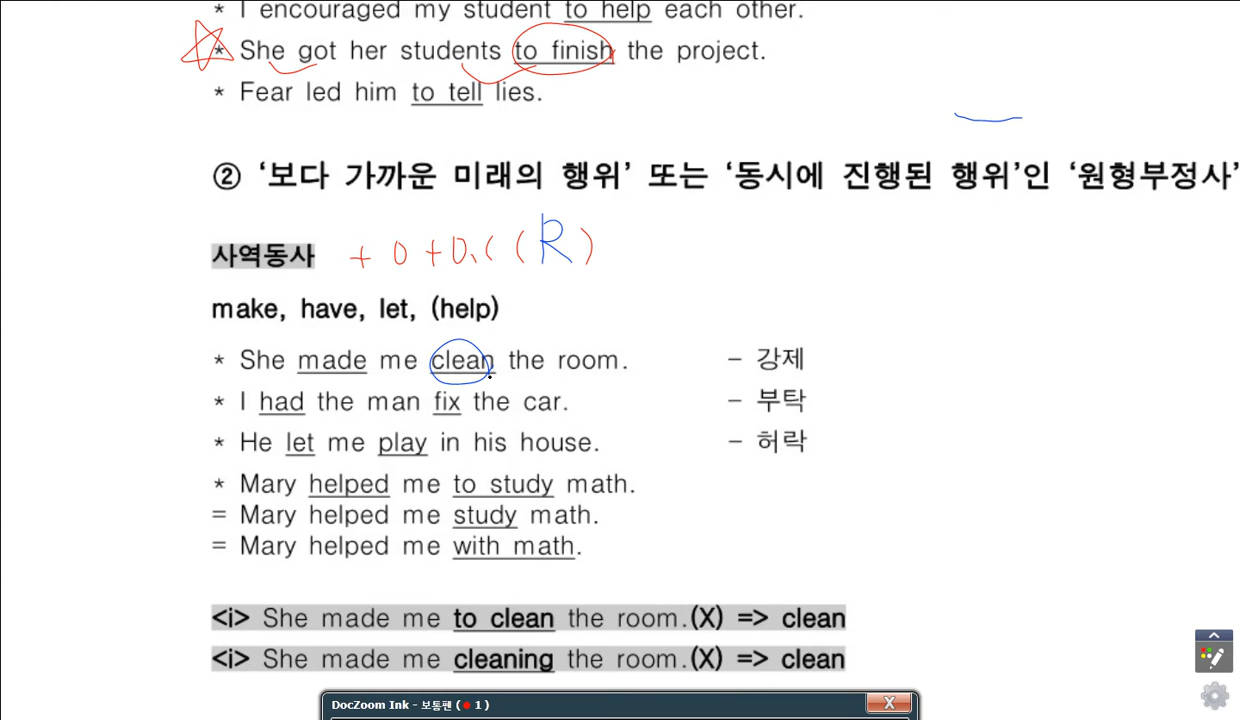 * I encouraged my student to help each other.
* She got her students to finish the project.
* Fear led him to tell lies.
② ‘보다 가까운 미래의 행위’ 또는 ‘동시에 진행된 행위’인 ‘원형부정사’
사역동사 + O + O.C (R)
make, have, let, (help)
* She made me clean the room. - 강제
* I had the man fix the car. - 부탁
* He let me play in his house. - 허락
* Mary helped me to study math.
= Mary helped me study math.
= Mary helped me with math.
<i> She made me to clean the room.(X) => clean
<i> She made me cleaning the room.(X) => clean
DocZoom Ink - 보통펜 ( 1 )